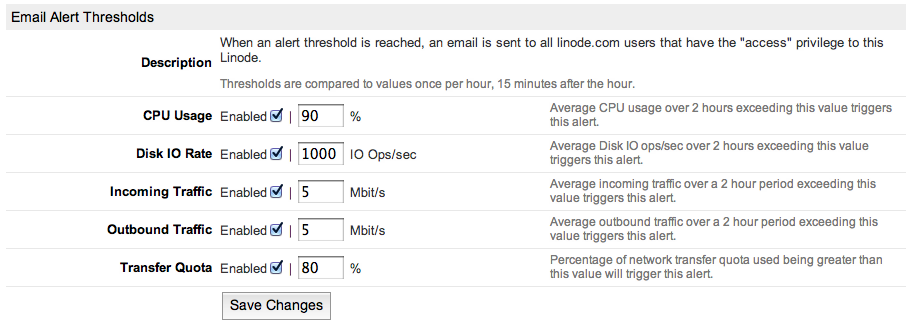 Email Alert Thresholds
When an alert threshold is reached, an email is sent to all linode.com users that have the "access" privilege to this
Description
Linode.
Thresholds are compared to values once per hour, 15 minutes after the hour.
CPU Usage Enabled | 90 % Average CPU usage over 2 hours exceeding this value triggers
this alert.
Disk IO Rate Enabled | 1000 IO Ops/sec Average Disk IO ops/sec over 2 hours exceeding this value
triggers this alert.
Incoming Traffic Enabled | 5 Mbit/s Average incoming traffic over a 2 hour period exceeding this
value triggers this alert.
Outbound Traffic Enabled | 5 Mbit/s Average outbound traffic over a 2 hour period exceeding this
value triggers this alert.
Transfer Quota Enabled | 80 % Percentage of network transfer quota used being greater than
this value will trigger this alert.
Save Changes